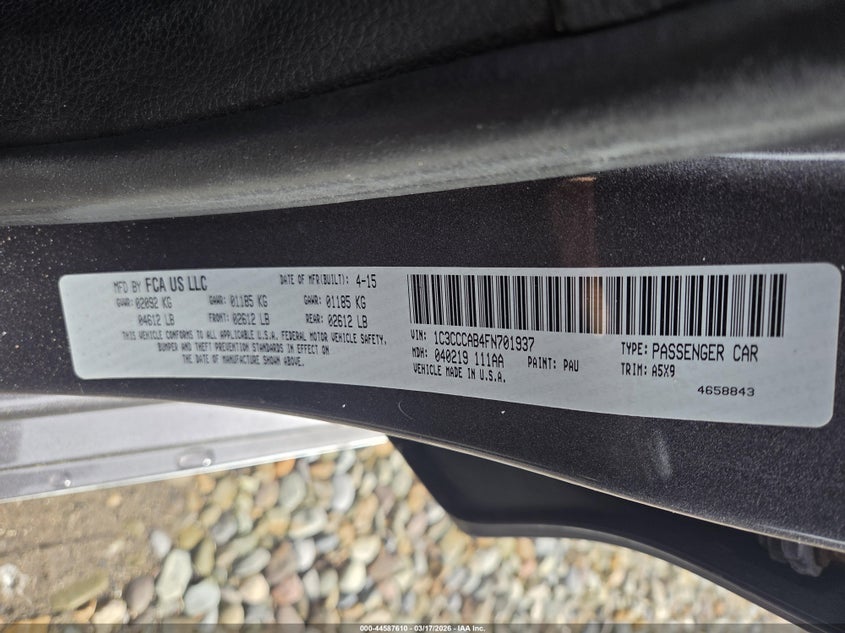 MFD BY FCA US LLC DATE OF MFR(BUILT): 4-15
GVWR: 02092 KG GAWR: 01185 KG GAWR: 01185 KG
04612 LB FRONT: 02612 LB REAR: 02612 LB
THIS VEHICLE CONFORMS TO ALL APPLICABLE U.S.A. FEDERAL MOTOR VEHICLE SAFETY,
BUMPER AND THEFT PREVENTION STANDARDS IN EFFECT ON
THE DATE OF MANUFACTURE SHOWN ABOVE.
VIN: 1C3CCCAB4FN701937 TYPE: PASSENGER CAR
MDH: 040219 111AA PAINT: PAU TRIM: A5X9
VEHICLE MADE IN U.S.A.
4658843
000-44587610 - 03/17/2026 - IAA, Inc.